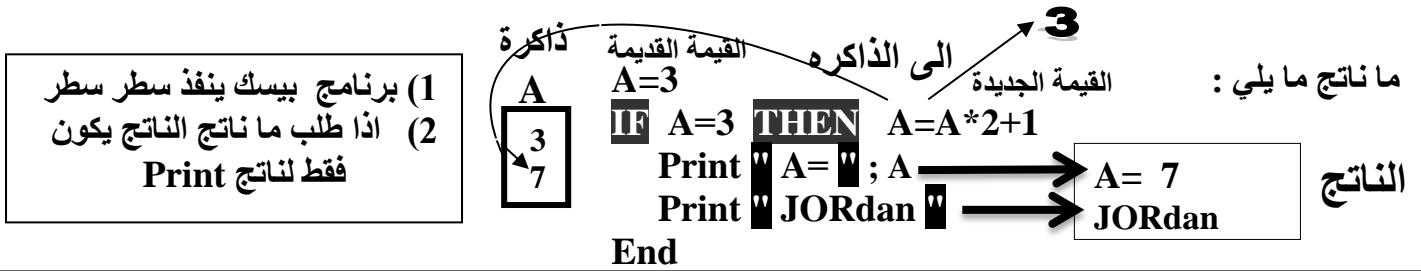 ما ناتج ما يلي :
القيمة القديمة
الى الذاكره
3
القيمة الجديدة
A=3
IF A=3 THEN A=A*2+1
Print " A= " ; A
Print " JORdan "
End
الناتج
A= 7
JORdan
ذاكرة
A
3
7
1) برنامج بيسك ينفذ سطر سطر
2) اذا طلب ما ناتج الناتج يكون
فقط لناتج Print